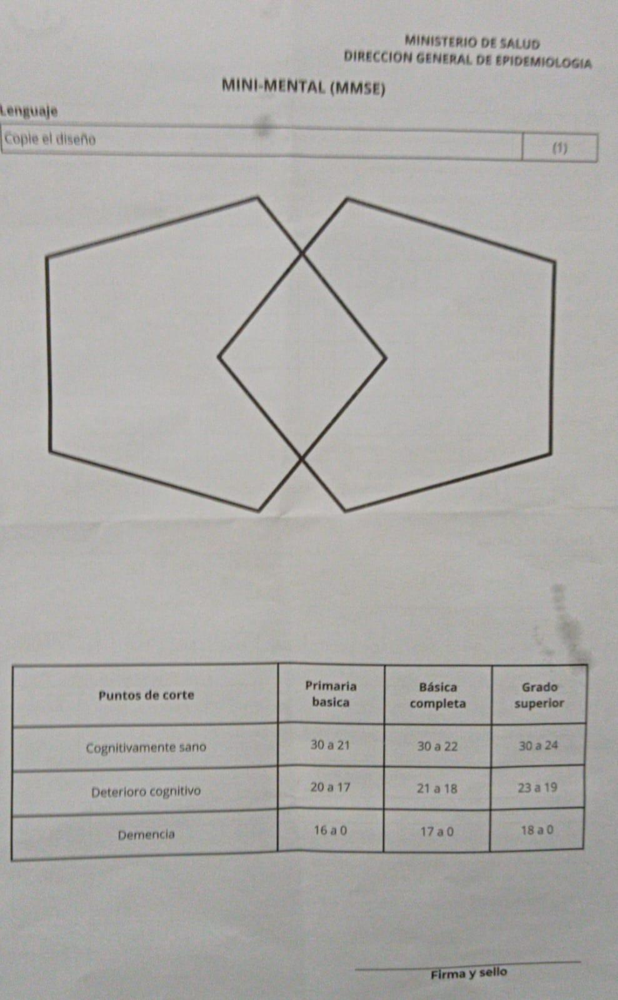 MINISTERIO DE SALUD
DIRECCION GENERAL DE EPIDEMIOLOGIA
MINI-MENTAL (MMSE)
Lenguaje
Copie el diseño (1)
Puntos de corte Primaria basica Básica completa Grado superior
Cognitivamente sano 30 a 21 30 a 22 30 a 24
Deterioro cognitivo 20 a 17 21 a 18 23 a 19
Demencia 16 a 0 17 a 0 18 a 0
Firma y sello